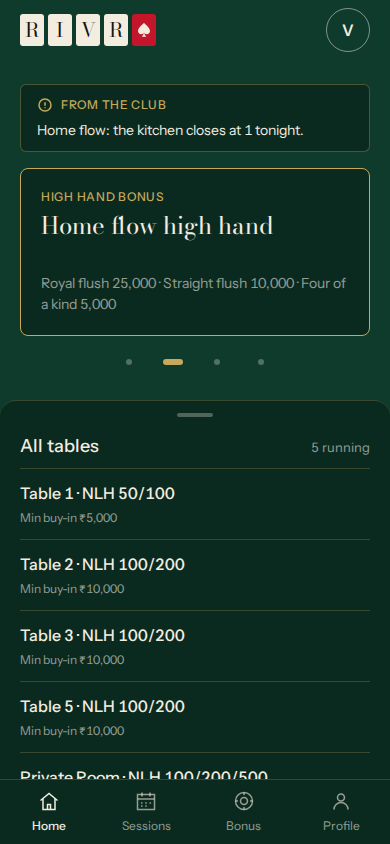 RIVR
V
FROM THE CLUB
Home flow: the kitchen closes at 1 tonight.
HIGH HAND BONUS
Home flow high hand
Royal flush 25,000 · Straight flush 10,000 · Four of
a kind 5,000
All tables
5 running
Table 1 · NLH 50/100
Min buy-in ₹5,000
Table 2 · NLH 100/200
Min buy-in ₹10,000
Table 3 · NLH 100/200
Min buy-in ₹10,000
Table 5 · NLH 100/200
Min buy-in ₹10,000
Private Room · NLH 100/200/500
Home
Sessions
Bonus
Profile